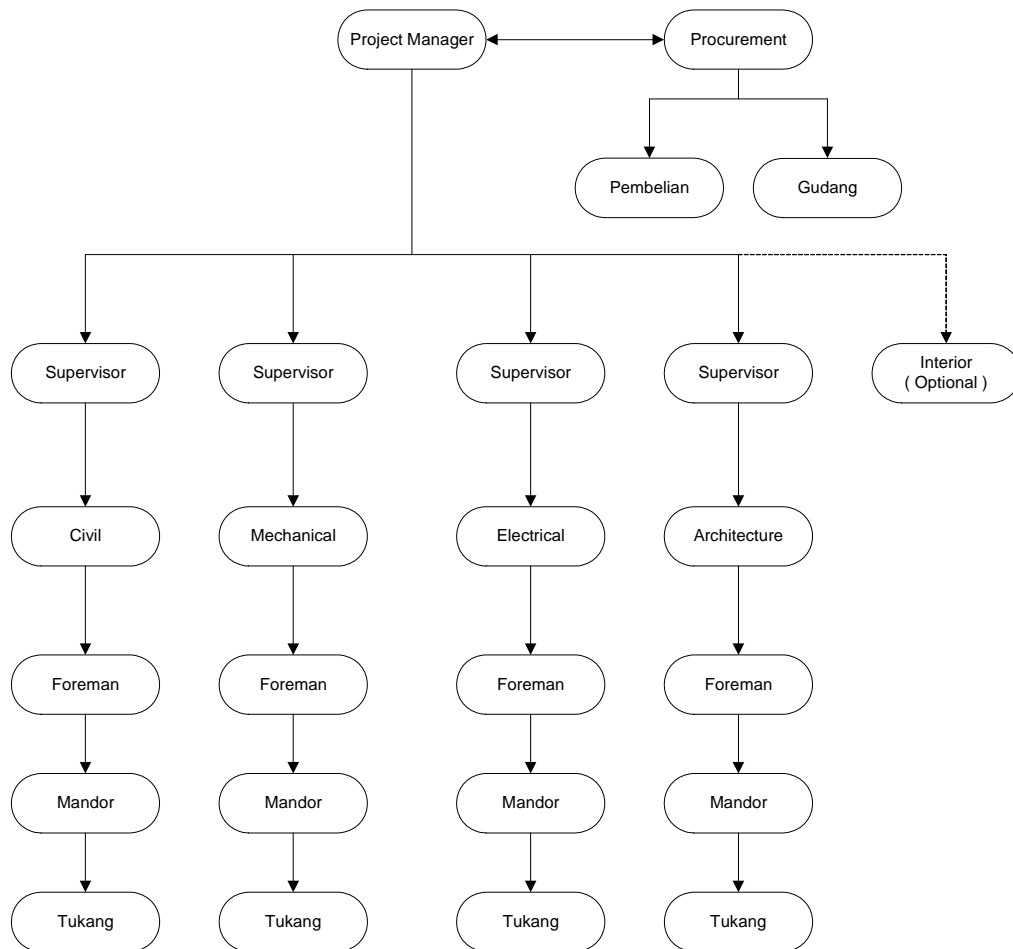 Project Manager
Procurement
Pembelian
Gudang
Supervisor
Supervisor
Supervisor
Supervisor
Interior
( Optional )
Civil
Mechanical
Electrical
Architecture
Foreman
Foreman
Foreman
Foreman
Mandor
Mandor
Mandor
Mandor
Tukang
Tukang
Tukang
Tukang